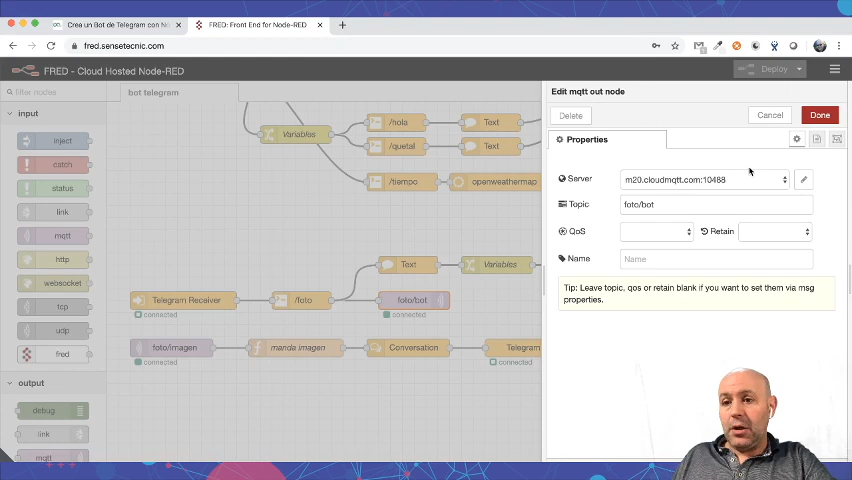 Crea un Bot de Telegram con No
FRED: Front End for Node-RED
fred.sensetecnic.com
FRED - Cloud Hosted Node-RED
Deploy
filter nodes
bot telegram
Edit mqtt out node
Delete
Cancel
Done
Properties
Server
m20.cloudmqtt.com:10488
Topic
foto/bot
QoS
Retain
Name
Name
Tip: Leave topic, qos or retain blank if you want to set them via msg
properties.
input
inject
catch
status
link
mqtt
http
websocket
tcp
udp
fred
output
debug
link
mqtt
Variables
/hola
Text
/quetal
Text
/tiempo
openweathermap
Text
Variables
Telegram Receiver
connected
/foto
foto/bot
connected
foto/imagen
connected
manda imagen
Conversation
Telegram
connected